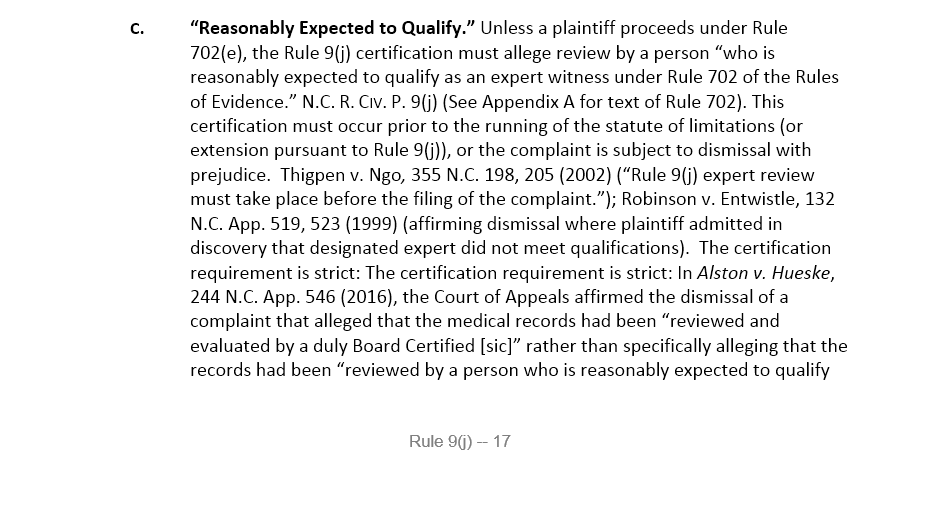 C. “Reasonably Expected to Qualify.” Unless a plaintiff proceeds under Rule
702(e), the Rule 9(j) certification must allege review by a person “who is
reasonably expected to qualify as an expert witness under Rule 702 of the Rules
of Evidence.” N.C. R. CIV. P. 9(j) (See Appendix A for text of Rule 702). This
certification must occur prior to the running of the statute of limitations (or
extension pursuant to Rule 9(j)), or the complaint is subject to dismissal with
prejudice.  Thigpen v. Ngo, 355 N.C. 198, 205 (2002) (“Rule 9(j) expert review
must take place before the filing of the complaint.”); Robinson v. Entwistle, 132
N.C. App. 519, 523 (1999) (affirming dismissal where plaintiff admitted in
discovery that designated expert did not meet qualifications).  The certification
requirement is strict: The certification requirement is strict: In Alston v. Hueske,
244 N.C. App. 546 (2016), the Court of Appeals affirmed the dismissal of a
complaint that alleged that the medical records had been “reviewed and
evaluated by a duly Board Certified [sic]” rather than specifically alleging that the
records had been “reviewed by a person who is reasonably expected to qualify
Rule 9(j) -- 17